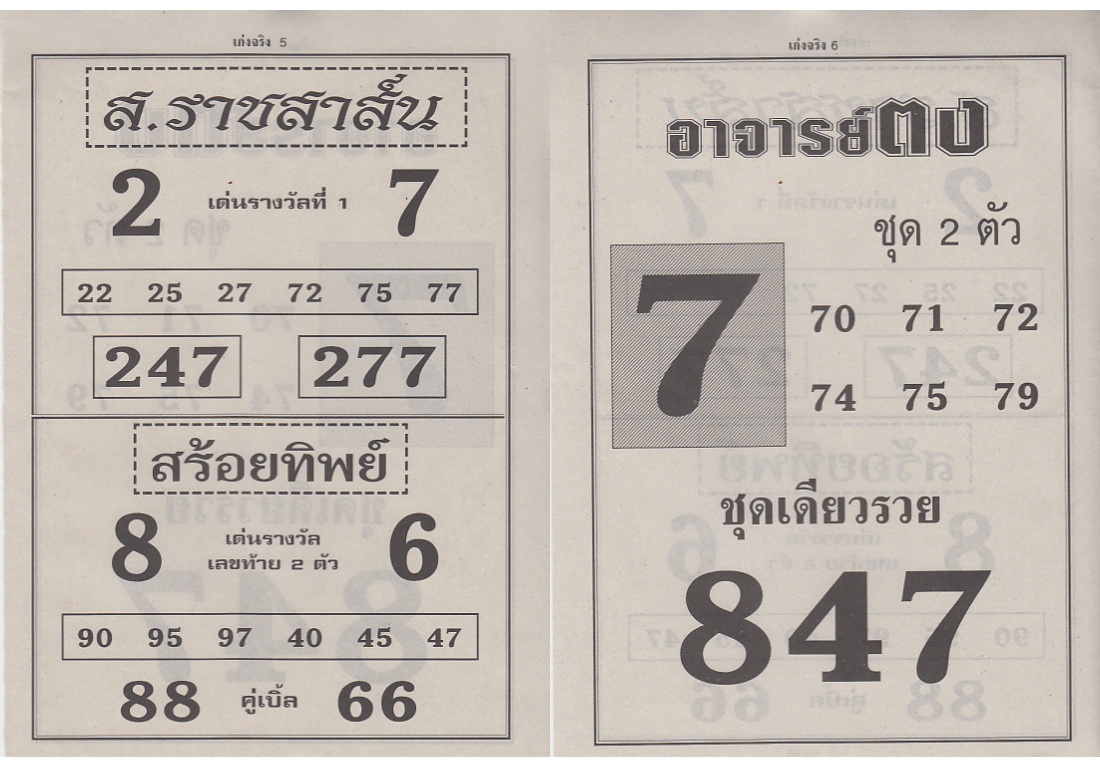 เก่งจริง 5
ส.ราชสาส์น
2 เด่นรางวัลที่ 1 7
22 25 27 72 75 77
247 277
สร้อยทิพย์
8 เด่นรางวัล 6
เลขท้าย 2 ตัว
90 95 97 40 45 47
88 คู่เบิ้ล 66
เก่งจริง 6
อาจารย์ตง
ชุด 2 ตัว
7
70 71 72
74 75 79
ชุดเดียวรวย
847